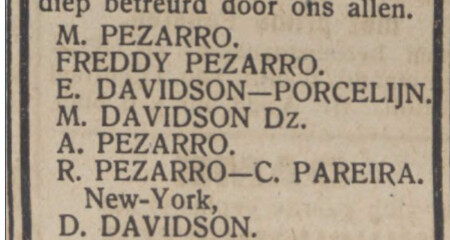 diep betreurd door ons allen.
M. PEZARRO.
FREDDY PEZARRO.
E. DAVIDSON—PORCELIJN.
M. DAVIDSON Dz.
A. PEZARRO.
R. PEZARRO—C. PAREIRA.
New-York,
D. DAVIDSON.